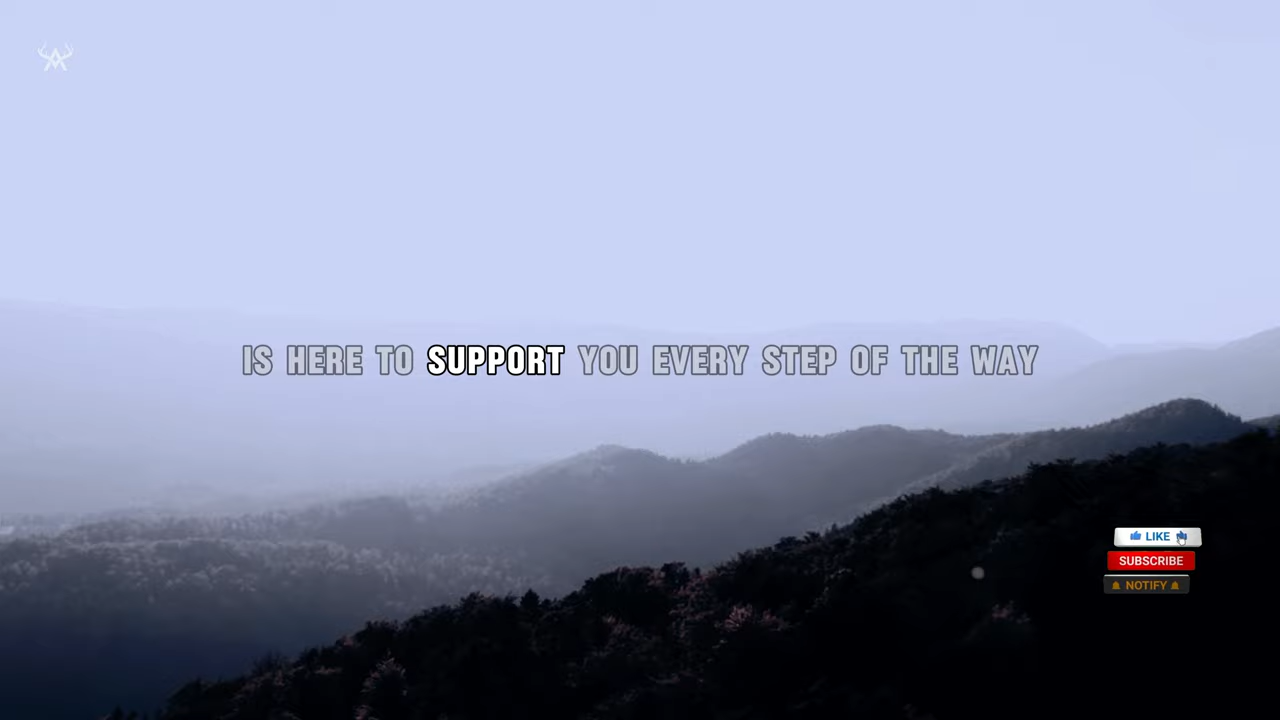 IS HERE TO SUPPORT YOU EVERY STEP OF THE WAY
LIKE
SUBSCRIBE
NOTIFY